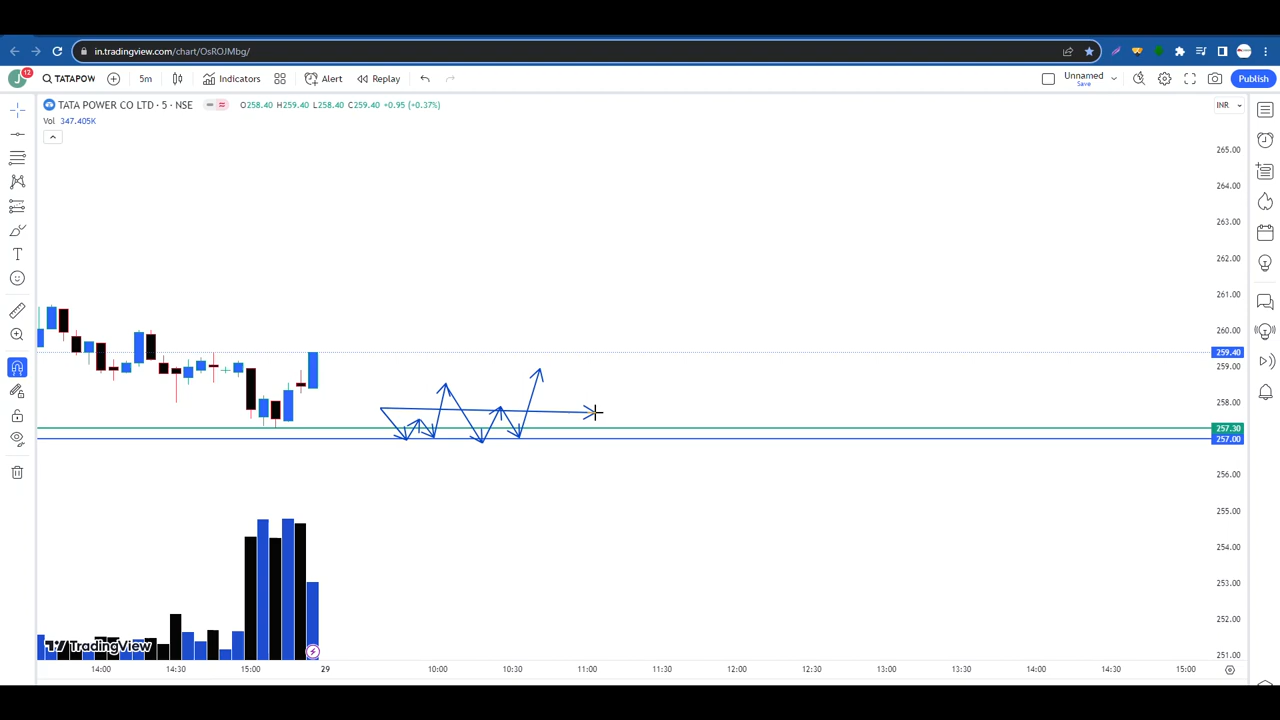 in.tradingview.com/chart/OsROJMbg/
J 12 TATAPOW 5m Indicators Alert Replay Unnamed Save Publish
TATA POWER CO LTD · 5 · NSE O258.40 H259.40 L258.40 C259.40 +0.95 (+0.37%) INR
Vol 347.405K
265.00
264.00
263.00
262.00
261.00
260.00
259.40
259.00
258.00
257.30
257.00
256.00
255.00
254.00
253.00
252.00
TradingView
251.00
14:00 14:30 15:00 29 10:00 10:30 11:00 11:30 12:00 12:30 13:00 13:30 14:00 14:30 15:00